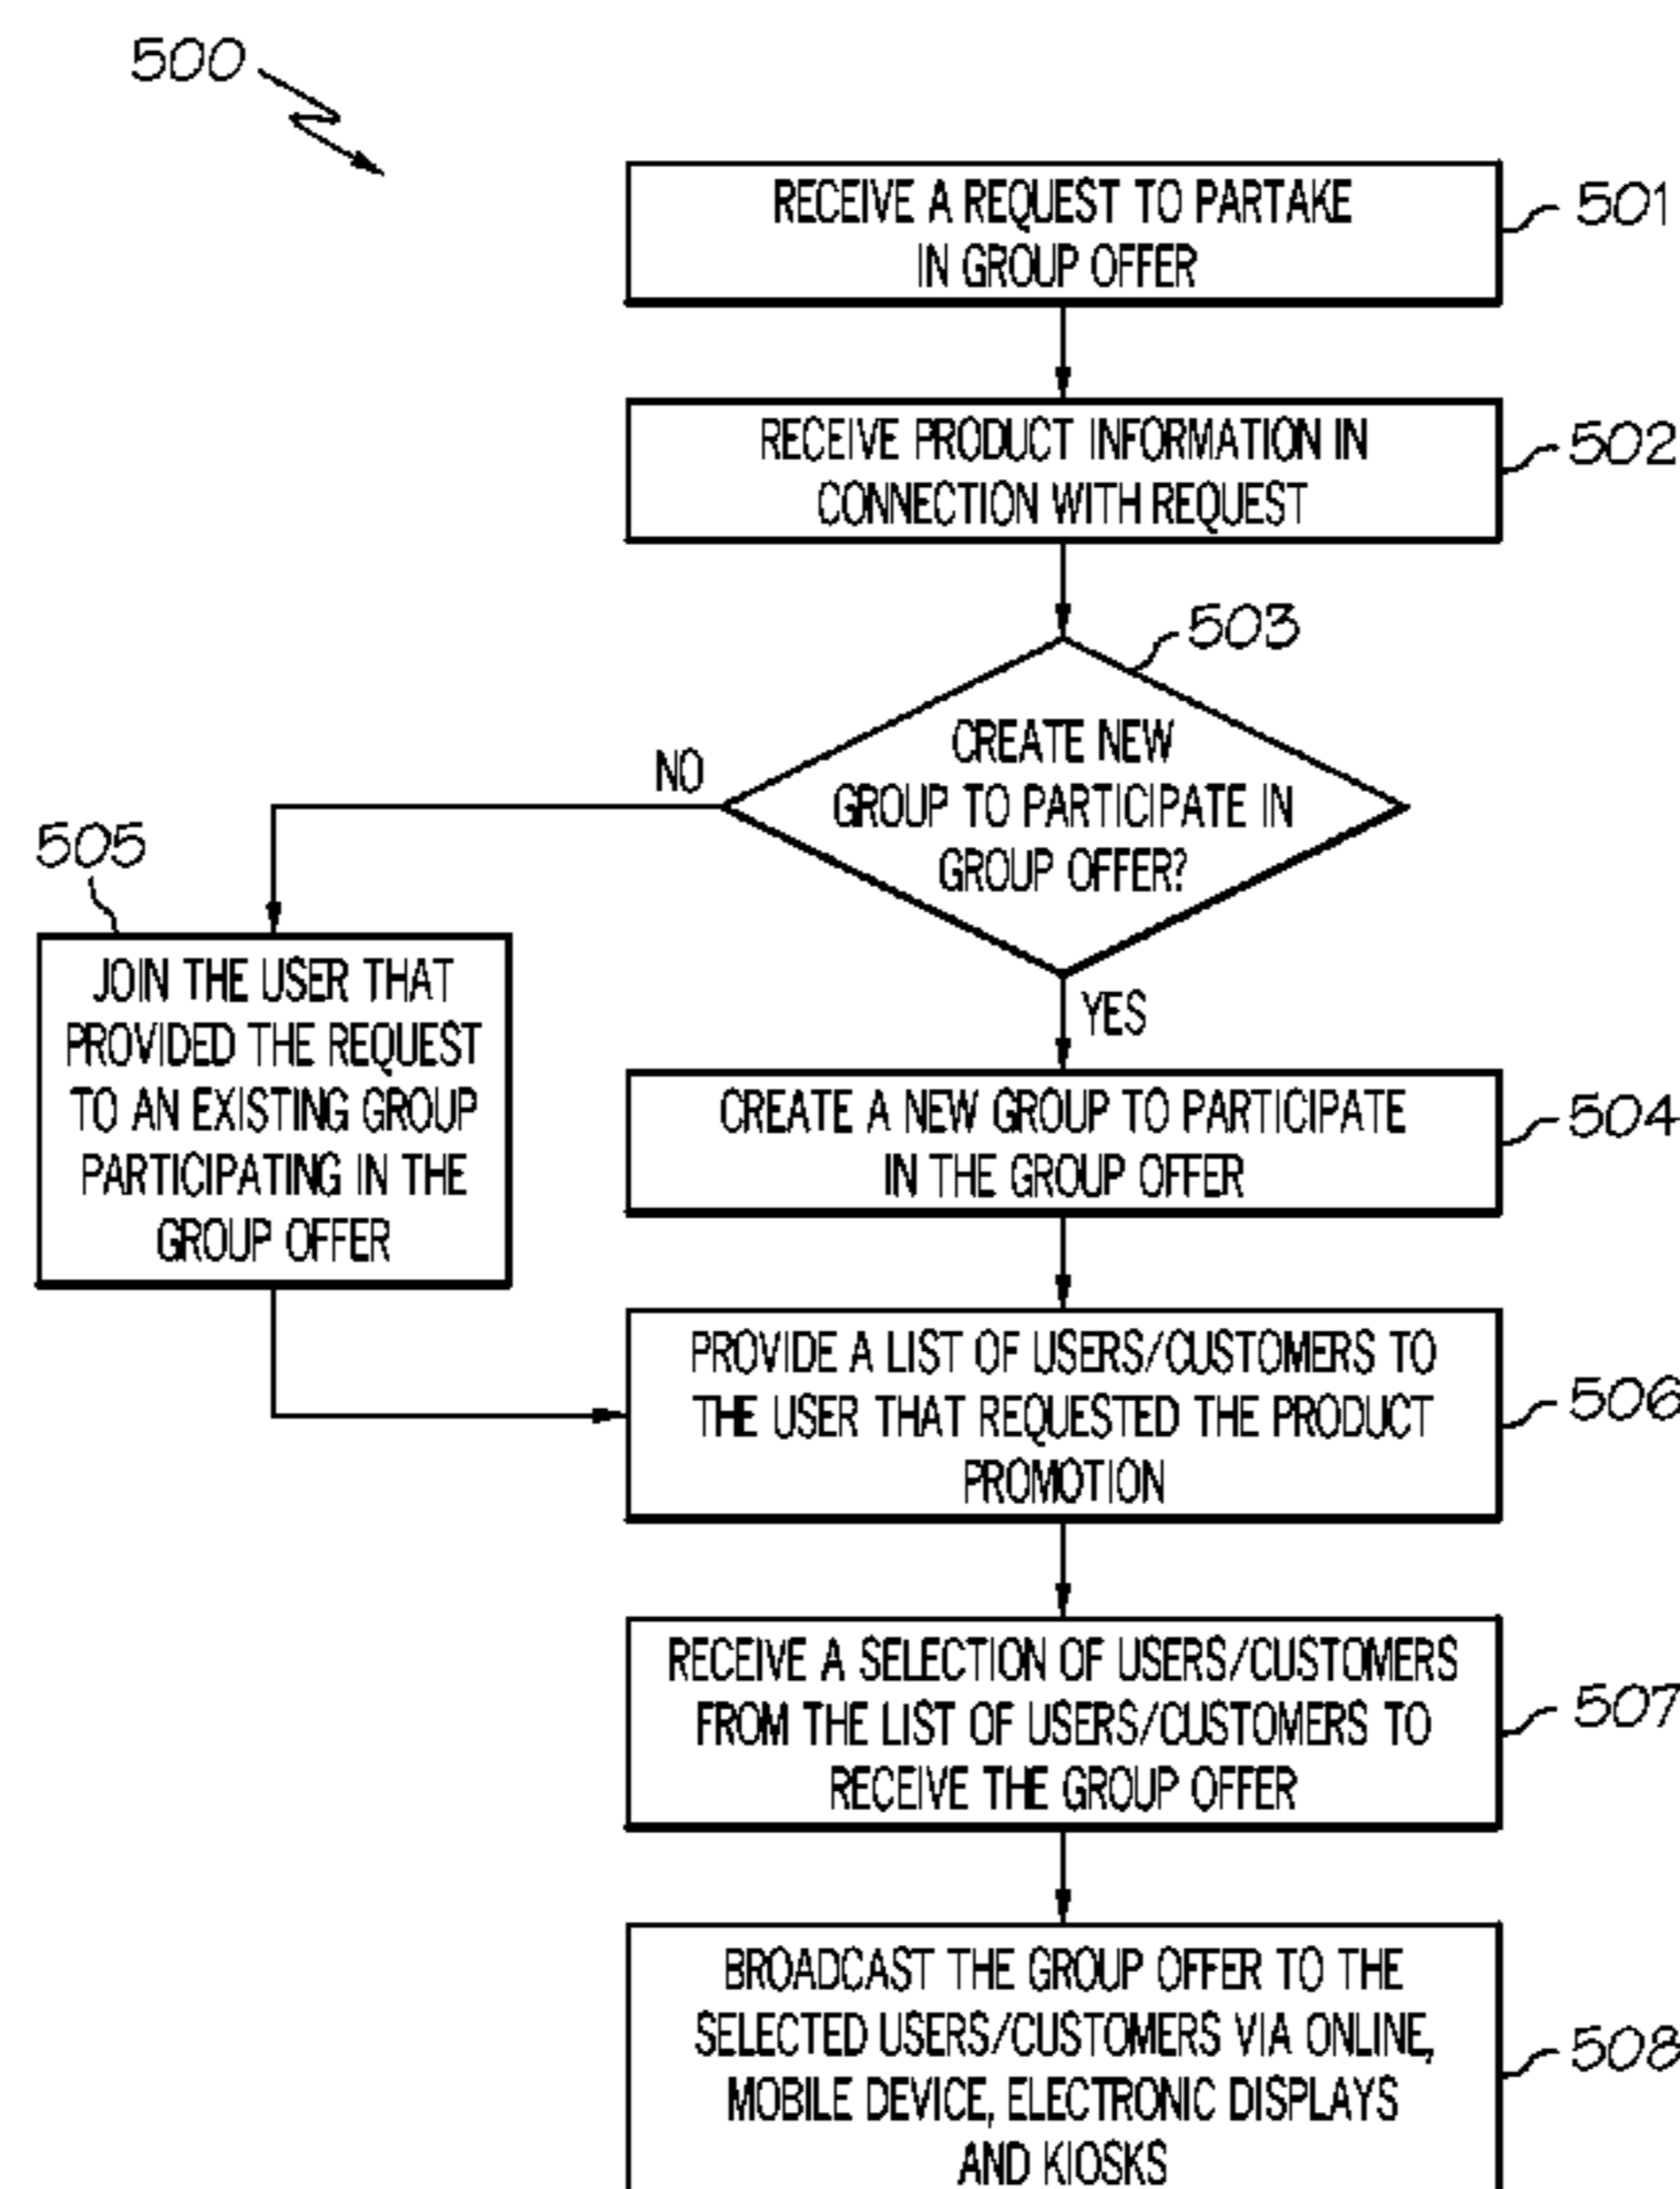 500
RECEIVE A REQUEST TO PARTAKE
IN GROUP OFFER
501
RECEIVE PRODUCT INFORMATION IN
CONNECTION WITH REQUEST
502
503
CREATE NEW
GROUP TO PARTICIPATE IN
GROUP OFFER?
NO
YES
505
JOIN THE USER THAT
PROVIDED THE REQUEST
TO AN EXISTING GROUP
PARTICIPATING IN THE
GROUP OFFER
CREATE A NEW GROUP TO PARTICIPATE
IN THE GROUP OFFER
504
PROVIDE A LIST OF USERS/CUSTOMERS TO
THE USER THAT REQUESTED THE PRODUCT
PROMOTION
506
RECEIVE A SELECTION OF USERS/CUSTOMERS
FROM THE LIST OF USERS/CUSTOMERS TO
RECEIVE THE GROUP OFFER
507
BROADCAST THE GROUP OFFER TO THE
SELECTED USERS/CUSTOMERS VIA ONLINE,
MOBILE DEVICE, ELECTRONIC DISPLAYS
AND KIOSKS
508